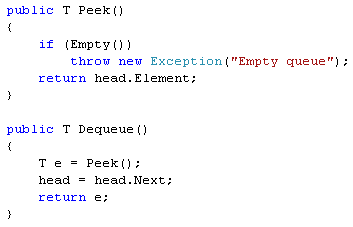 public T Peek()
{
    if (Empty())
        throw new Exception("Empty queue");
    return head.Element;
}

public T Dequeue()
{
    T e = Peek();
    head = head.Next;
    return e;
}